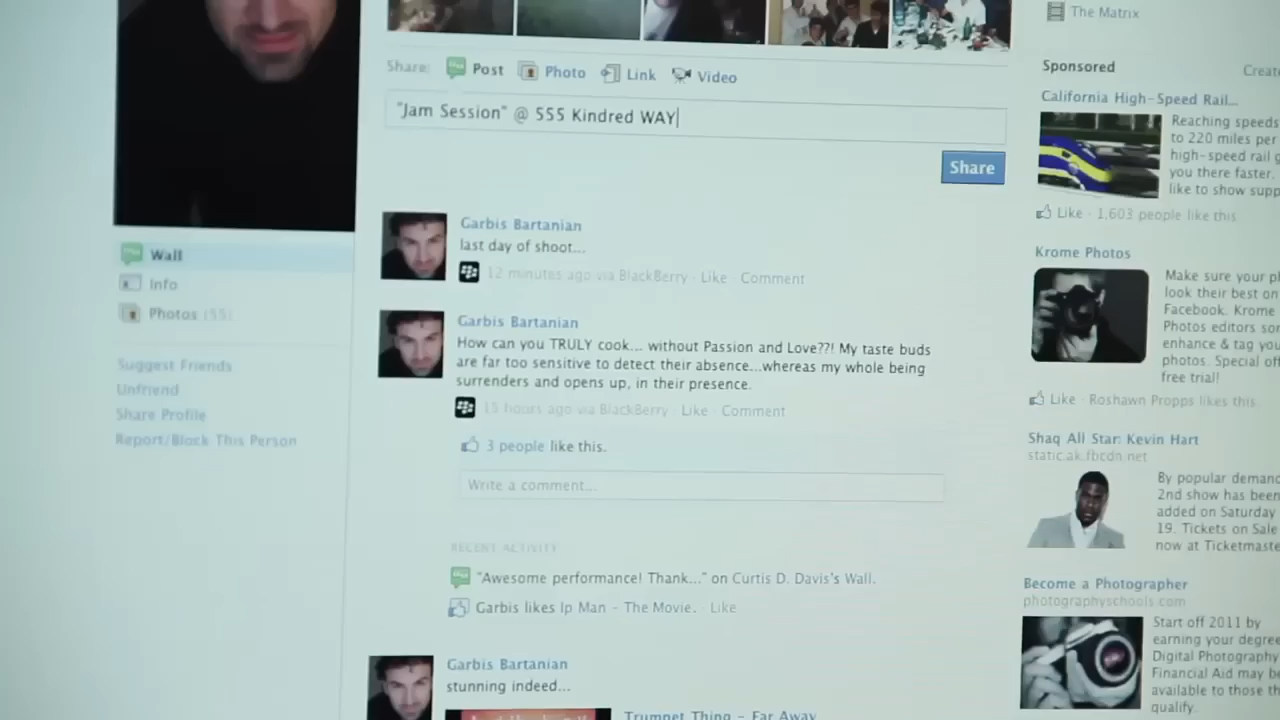 The Matrix
Share: Post Photo Link Video
"Jam Session" @ 555 Kindred WAY
Share
Wall
Info
Photos (55)
Suggest Friends
Unfriend
Share Profile
Report/Block This Person
Garbis Bartanian
last day of shoot...
12 minutes ago via BlackBerry · Like · Comment
Garbis Bartanian
How can you TRULY cook... without Passion and Love??! My taste buds
are far too sensitive to detect their absence...whereas my whole being
surrenders and opens up, in their presence.
15 hours ago via BlackBerry · Like · Comment
3 people like this.
Write a comment...
RECENT ACTIVITY
"Awesome performance! Thank..." on Curtis D. Davis's Wall.
Garbis likes Ip Man - The Movie. · Like
Garbis Bartanian
stunning indeed...
Trumpet Thing - Far Away
Sponsored
California High-Speed Rail...
Reaching speeds
to 220 miles per
high-speed rail
you there faster.
like to show supp
Like · 1,603 people like this
Krome Photos
Make sure your
look their best on
Facebook. Krome
Photos editors
enhance & tag
photos. Special
free trial!
Like · Roshawn Propps likes this.
Shaq All Star: Kevin Hart
static.ak.fbcdn.net
By popular deman
2nd show has been
added on Saturday
19. Tickets on Sale
now at Ticketmaste
Become a Photographer
photographyschools.com
Start off 2011 by
earning your degree
Digital Photography
Financial Aid may be
available to those
qualify.